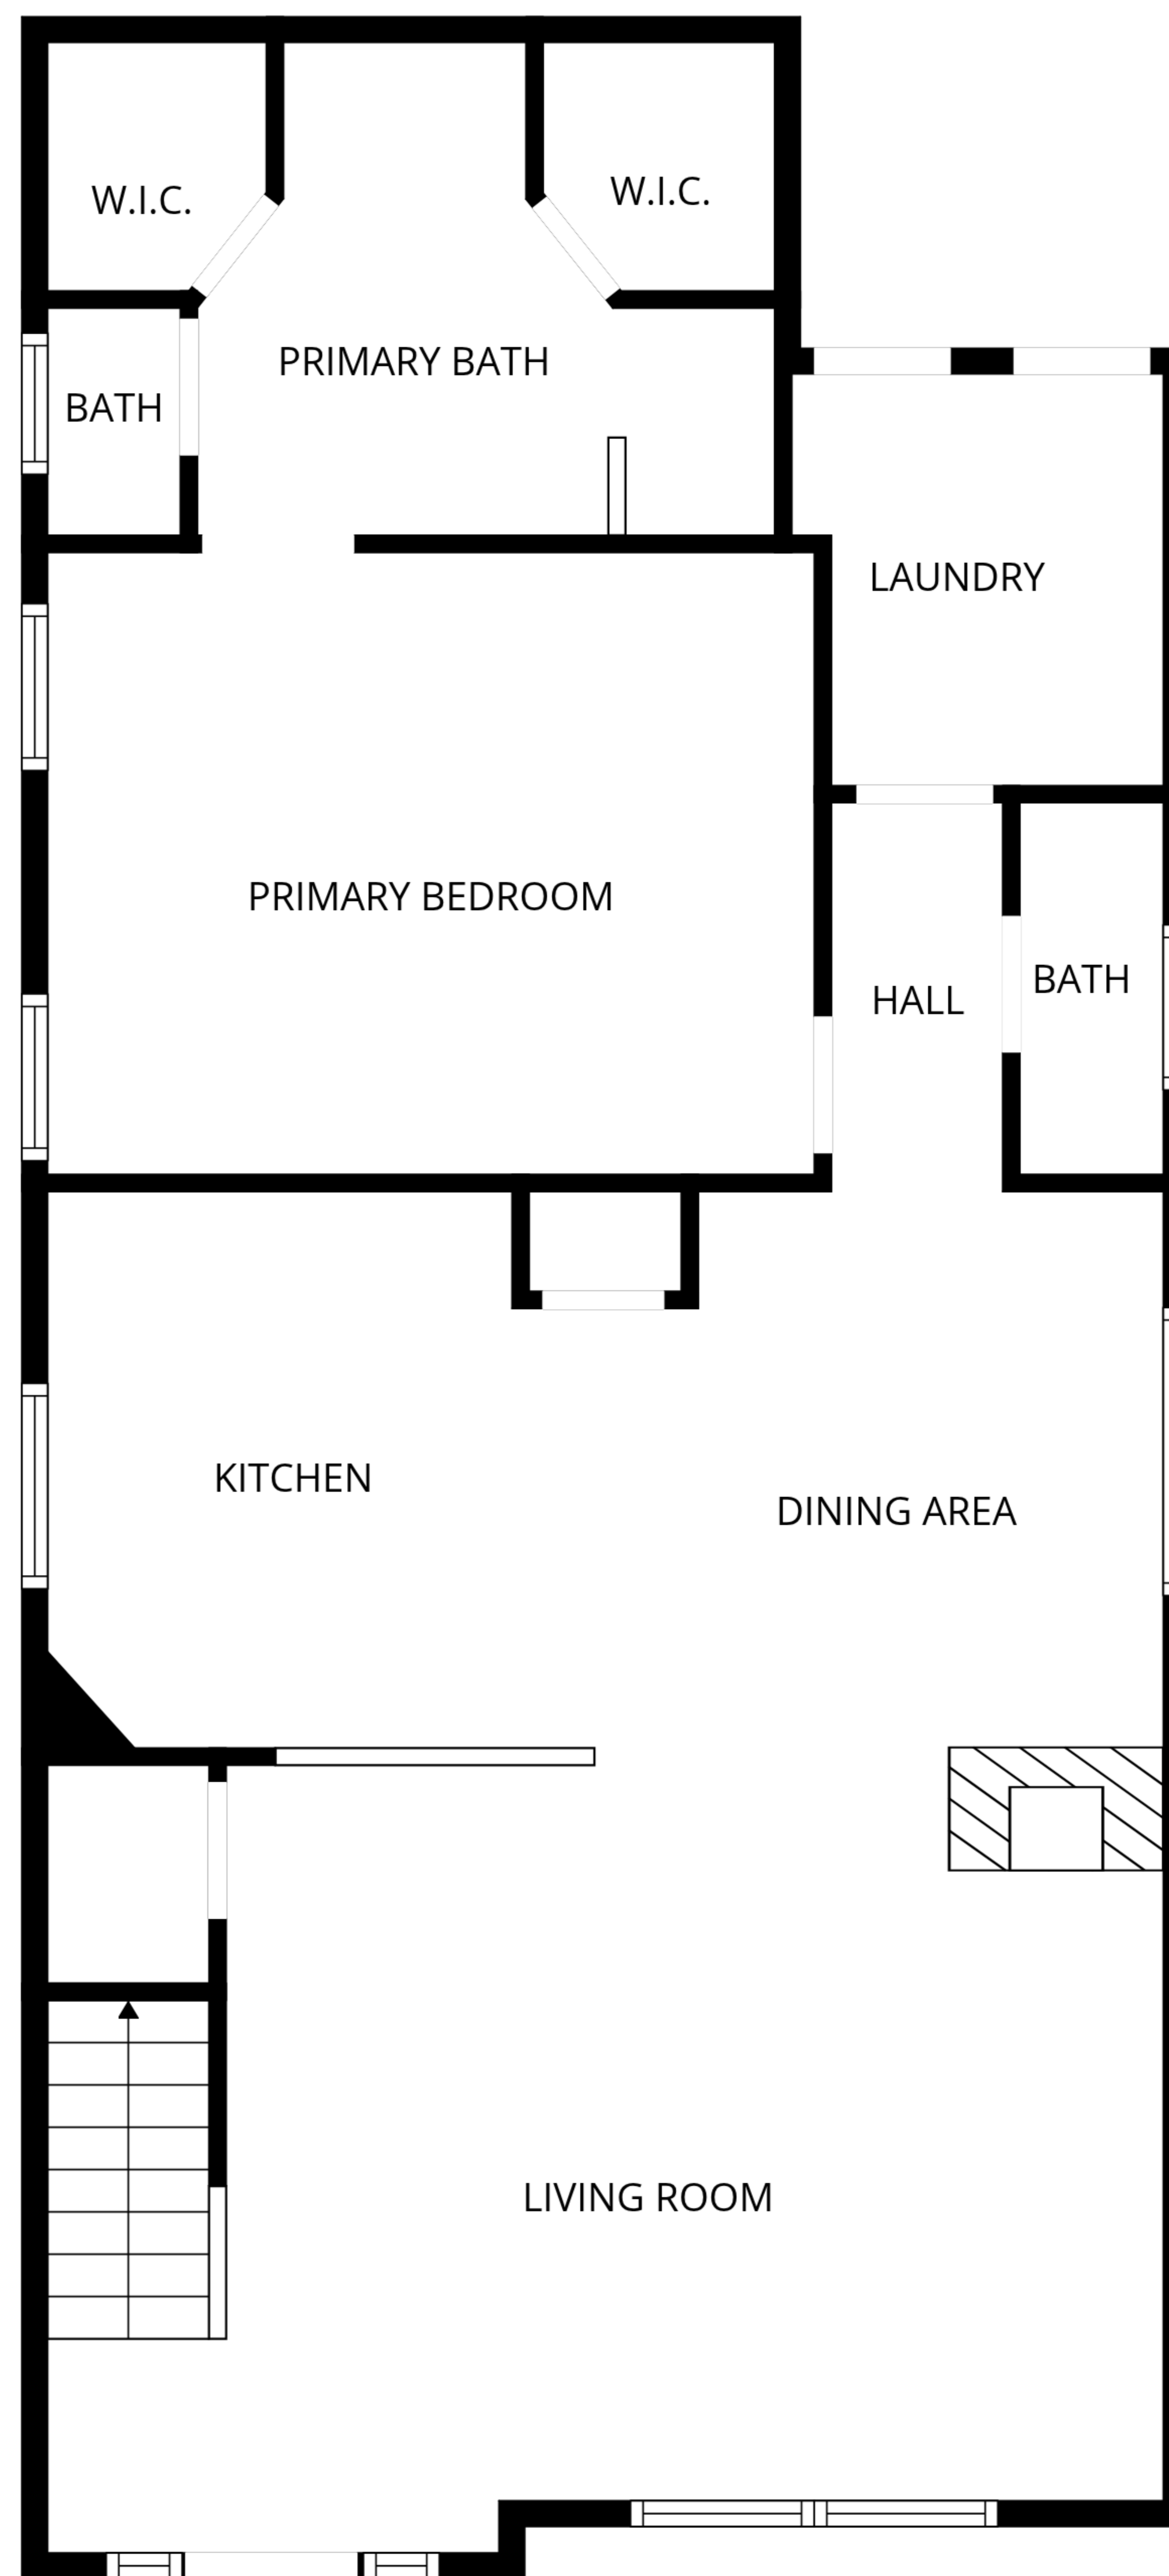 W.I.C.
W.I.C.
PRIMARY BATH
BATH
LAUNDRY
PRIMARY BEDROOM
HALL
BATH
KITCHEN
DINING AREA
LIVING ROOM